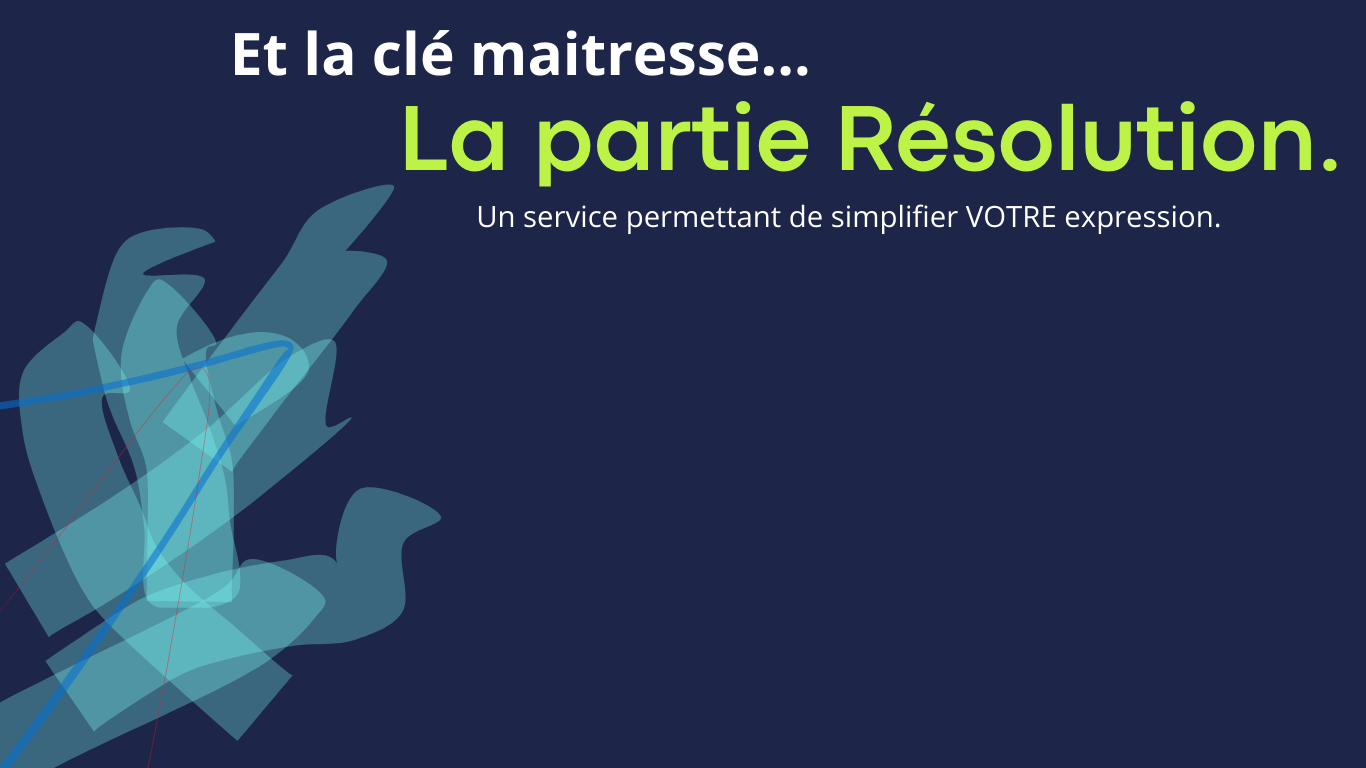 Et la clé maitresse...
La partie Résolution.
Un service permettant de simplifier VOTRE expression.